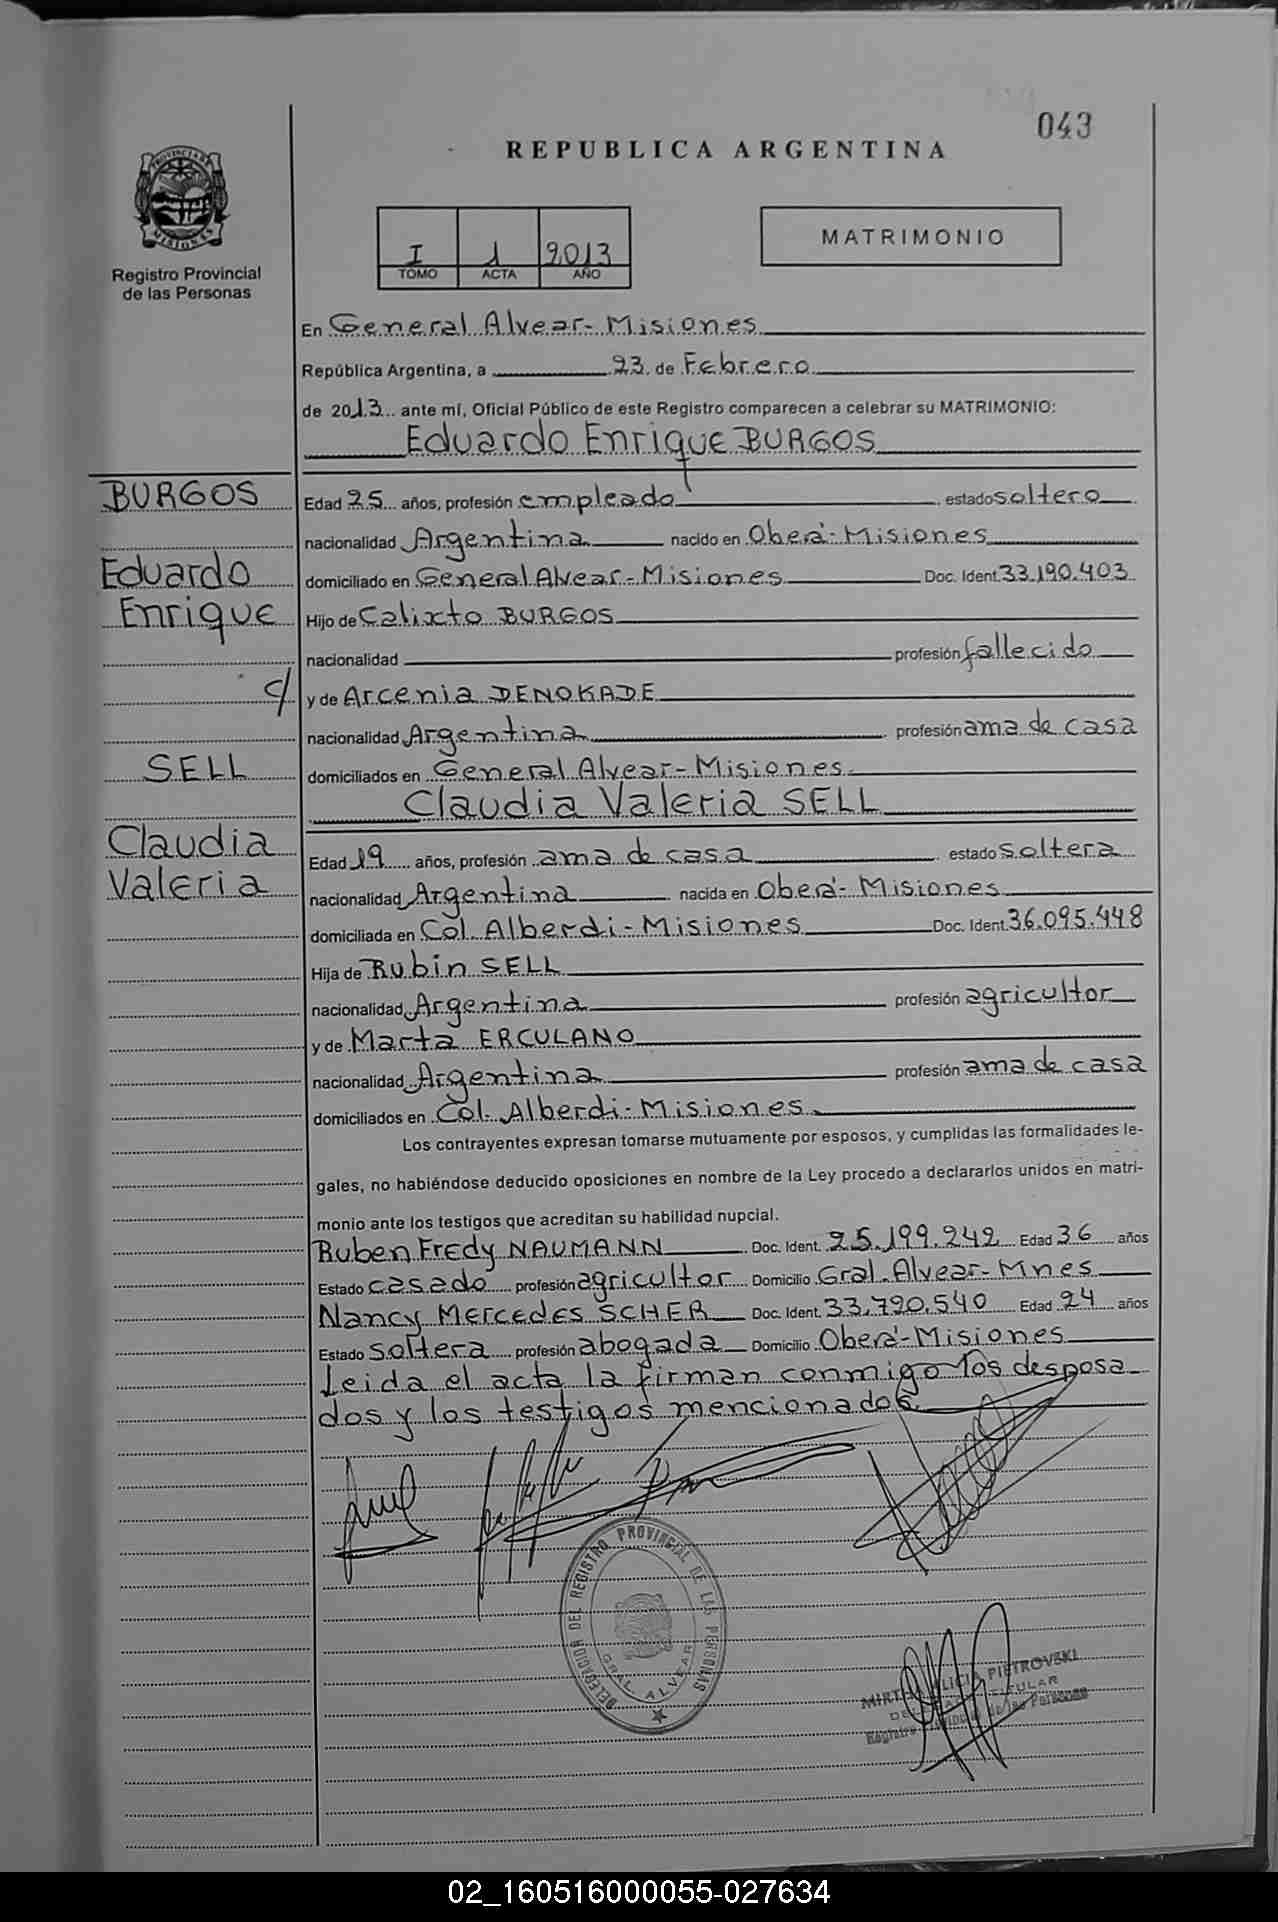 043
REPUBLICA ARGENTINA
PROVINCIA DE MISIONES
Registro Provincial
de las Personas
I 1 2013
TOMO ACTA AÑO
MATRIMONIO
En General Alvear-Misiones
República Argentina, a 23 de Febrero
de 2013 ante mí, Oficial Público de este Registro comparecen a celebrar su MATRIMONIO:
Eduardo Enrique BURGOS
BURGOS
Eduardo
Enrique
c/
SELL
Claudia
Valeria
Edad 25 años, profesión empleado estado soltero
nacionalidad Argentina nacido en Oberá-Misiones
domiciliado en General Alvear-Misiones Doc. Ident. 33.190.403
Hijo de Calixto BURGOS
nacionalidad profesión fallecido
y de Arcenia DENOKADE
nacionalidad Argentina profesión ama de casa
domiciliados en General Alvear-Misiones
Claudia Valeria SELL
Edad 19 años, profesión ama de casa estado soltera
nacionalidad Argentina nacida en Oberá-Misiones
domiciliada en Col. Alberdi-Misiones Doc. Ident. 36.095.448
Hija de Rubin SELL
nacionalidad Argentina profesión agricultor
y de Marta ERCULANO
nacionalidad Argentina profesión ama de casa
domiciliados en Col. Alberdi-Misiones
Los contrayentes expresan tomarse mutuamente por esposos, y cumplidas las formalidades le-
gales, no habiéndose deducido oposiciones en nombre de la Ley procedo a declararlos unidos en matri-
monio ante los testigos que acreditan su habilidad nupcial.
Ruben Fredy NAUMANN Doc. Ident. 25.199.242 Edad 36 años
Estado casado profesión agricultor Domicilio Gral. Alvear-Mnes
Nancy Mercedes SCHER Doc. Ident. 33.790.540 Edad 24 años
Estado soltera profesión abogada Domicilio Oberá-Misiones
Leida el acta la firman conmigo los desposa
dos y los testigos mencionados
DELEGACION DEL REGISTRO PROVINCIAL DE LAS PERSONAS
GRAL. ALVEAR
MIRTHA ALICIA PIETROVSKI
DELEGADA TITULAR
Registro Provincial de las Personas
02_160516000055-027634